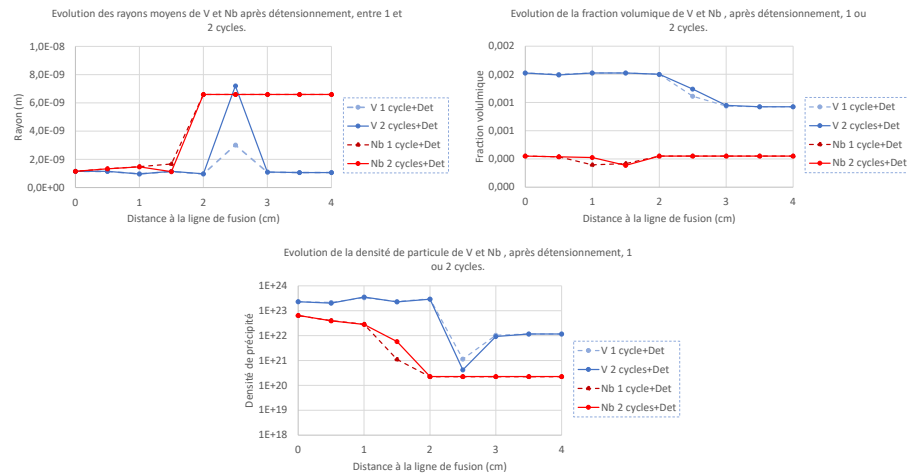 Evolution des rayons moyens de V et Nb après détensionnement, entre 1 et
2 cycles.
1,0E-08
8,0E-09
6,0E-09
4,0E-09
2,0E-09
0,0E+00
Rayon (m)
0 1 2 3 4
Distance à la ligne de fusion (cm)
V 1 cycle+Det
V 2 cycles+Det
Nb 1 cycle+Det
Nb 2 cycles+Det
Evolution de la fraction volumique de V et Nb , après détensionnement, 1 ou
2 cycles.
0,002
0,002
0,001
0,001
0,000
0,000
Fraction volulmique
0 1 2 3 4
Distance à la ligne de fusion (cm)
V 1 cycle+Det
V 2 cycles+Det
Nb 1 cycle+Det
Nb 2 cycles+Det
Evolution de la densité de particule de V et Nb , après détensionnement, 1
ou 2 cycles.
1E+24
1E+23
1E+22
1E+21
1E+20
1E+19
1E+18
Densité de précipité
0 1 2 3 4
Distance à la ligne de fusion (cm)
V 1 cycle+Det
V 2 cycles+Det
Nb 1 cycle+Det
Nb 2 cycles+Det